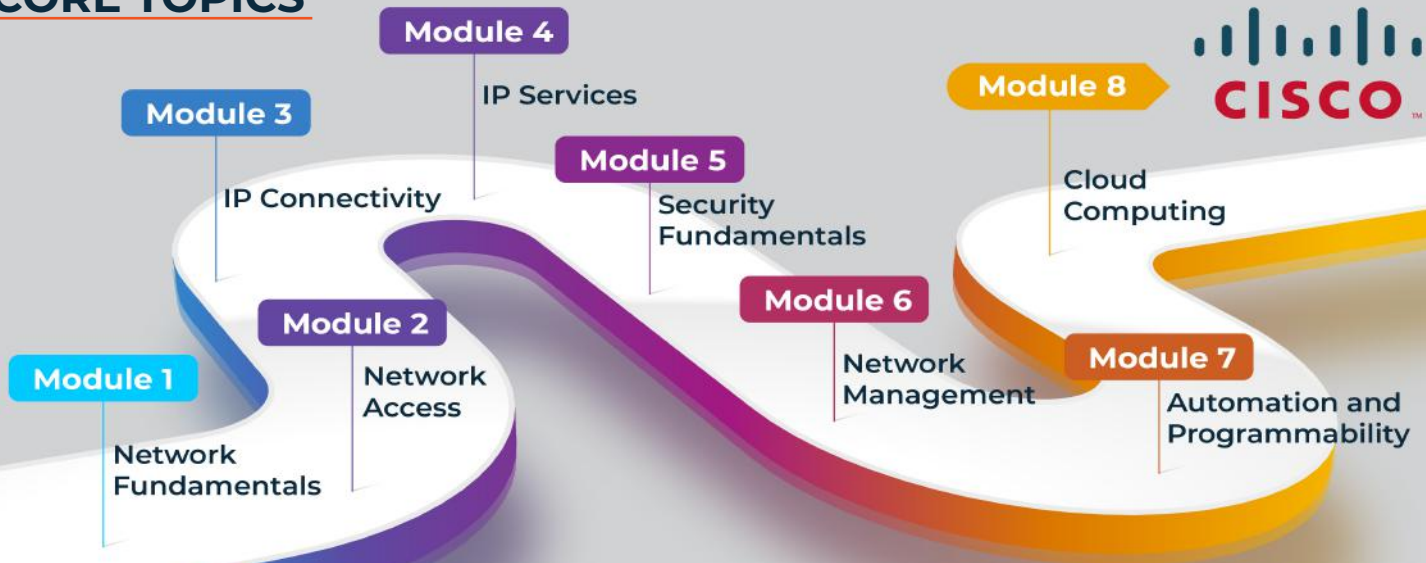 CORE TOPICS
Module 1
Network
Fundamentals
Module 2
Network
Access
Module 3
IP Connectivity
Module 4
IP Services
Module 5
Security
Fundamentals
Module 6
Network
Management
Module 7
Automation and
Programmability
Module 8
Cloud
Computing
CISCO
TM